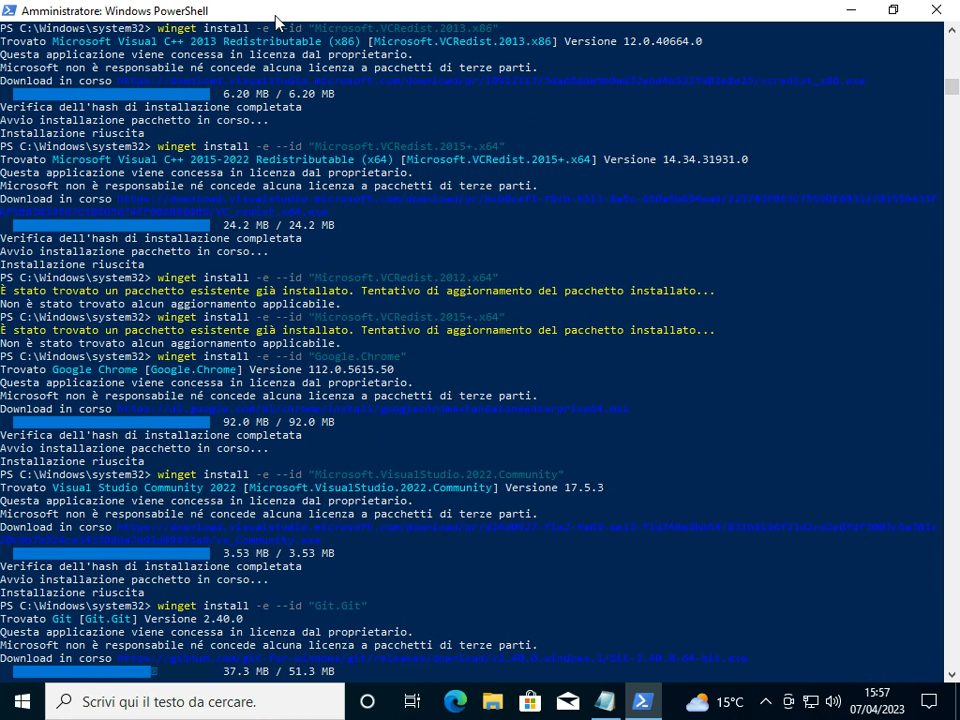 Amministratore: Windows PowerShell
PS C:\Windows\system32> winget install -e --id "Microsoft.VCRedist.2013.x86"
Trovato Microsoft Visual C++ 2013 Redistributable (x86) [Microsoft.VCRedist.2013.x86] Versione 12.0.40664.0
Questa applicazione viene concessa in licenza dal proprietario.
Microsoft non è responsabile né concede alcuna licenza a pacchetti di terze parti.
Download in corso
6.20 MB / 6.20 MB
Verifica dell'hash di installazione completata
Avvio installazione pacchetto in corso...
Installazione riuscita
PS C:\Windows\system32> winget install -e --id "Microsoft.VCRedist.2015+.x64"
Trovato Microsoft Visual C++ 2015-2022 Redistributable (x64) [Microsoft.VCRedist.2015+.x64] Versione 14.34.31931.0
Questa applicazione viene concessa in licenza dal proprietario.
Microsoft non è responsabile né concede alcuna licenza a pacchetti di terze parti.
Download in corso
24.2 MB / 24.2 MB
Verifica dell'hash di installazione completata
Avvio installazione pacchetto in corso...
Installazione riuscita
PS C:\Windows\system32> winget install -e --id "Microsoft.VCRedist.2012.x64"
È stato trovato un pacchetto esistente già installato. Tentativo di aggiornamento del pacchetto installato...
Non è stato trovato alcun aggiornamento applicabile.
PS C:\Windows\system32> winget install -e --id "Microsoft.VCRedist.2015+.x64"
È stato trovato un pacchetto esistente già installato. Tentativo di aggiornamento del pacchetto installato...
Non è stato trovato alcun aggiornamento applicabile.
PS C:\Windows\system32> winget install -e --id "Google.Chrome"
Trovato Google Chrome [Google.Chrome] Versione 112.0.5615.50
Questa applicazione viene concessa in licenza dal proprietario.
Microsoft non è responsabile né concede alcuna licenza a pacchetti di terze parti.
Download in corso
92.0 MB / 92.0 MB
Verifica dell'hash di installazione completata
Avvio installazione pacchetto in corso...
Installazione riuscita
PS C:\Windows\system32> winget install -e --id "Microsoft.VisualStudio.2022.Community"
Trovato Visual Studio Community 2022 [Microsoft.VisualStudio.2022.Community] Versione 17.5.3
Questa applicazione viene concessa in licenza dal proprietario.
Microsoft non è responsabile né concede alcuna licenza a pacchetti di terze parti.
Download in corso
3.53 MB / 3.53 MB
Verifica dell'hash di installazione completata
Avvio installazione pacchetto in corso...
Installazione riuscita
PS C:\Windows\system32> winget install -e --id "Git.Git"
Trovato Git [Git.Git] Versione 2.40.0
Questa applicazione viene concessa in licenza dal proprietario.
Microsoft non è responsabile né concede alcuna licenza a pacchetti di terze parti.
Download in corso
37.3 MB / 51.3 MB
Scrivi qui il testo da cercare.
15°C
15:57
07/04/2023